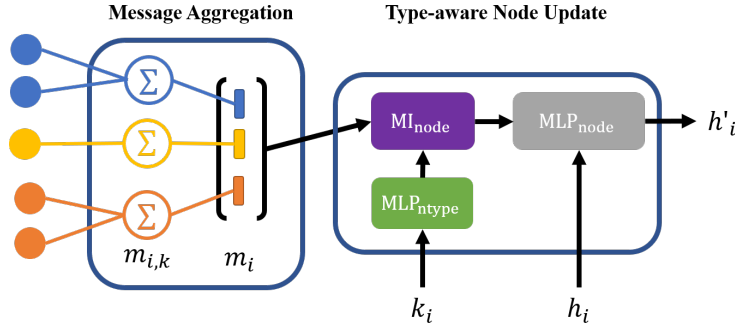 Message Aggregation
Type-aware Node Update
Σ
Σ
Σ
m_{i,k}
m_i
MI_node
MLP_node
h'_i
MLP_ntype
k_i
h_i